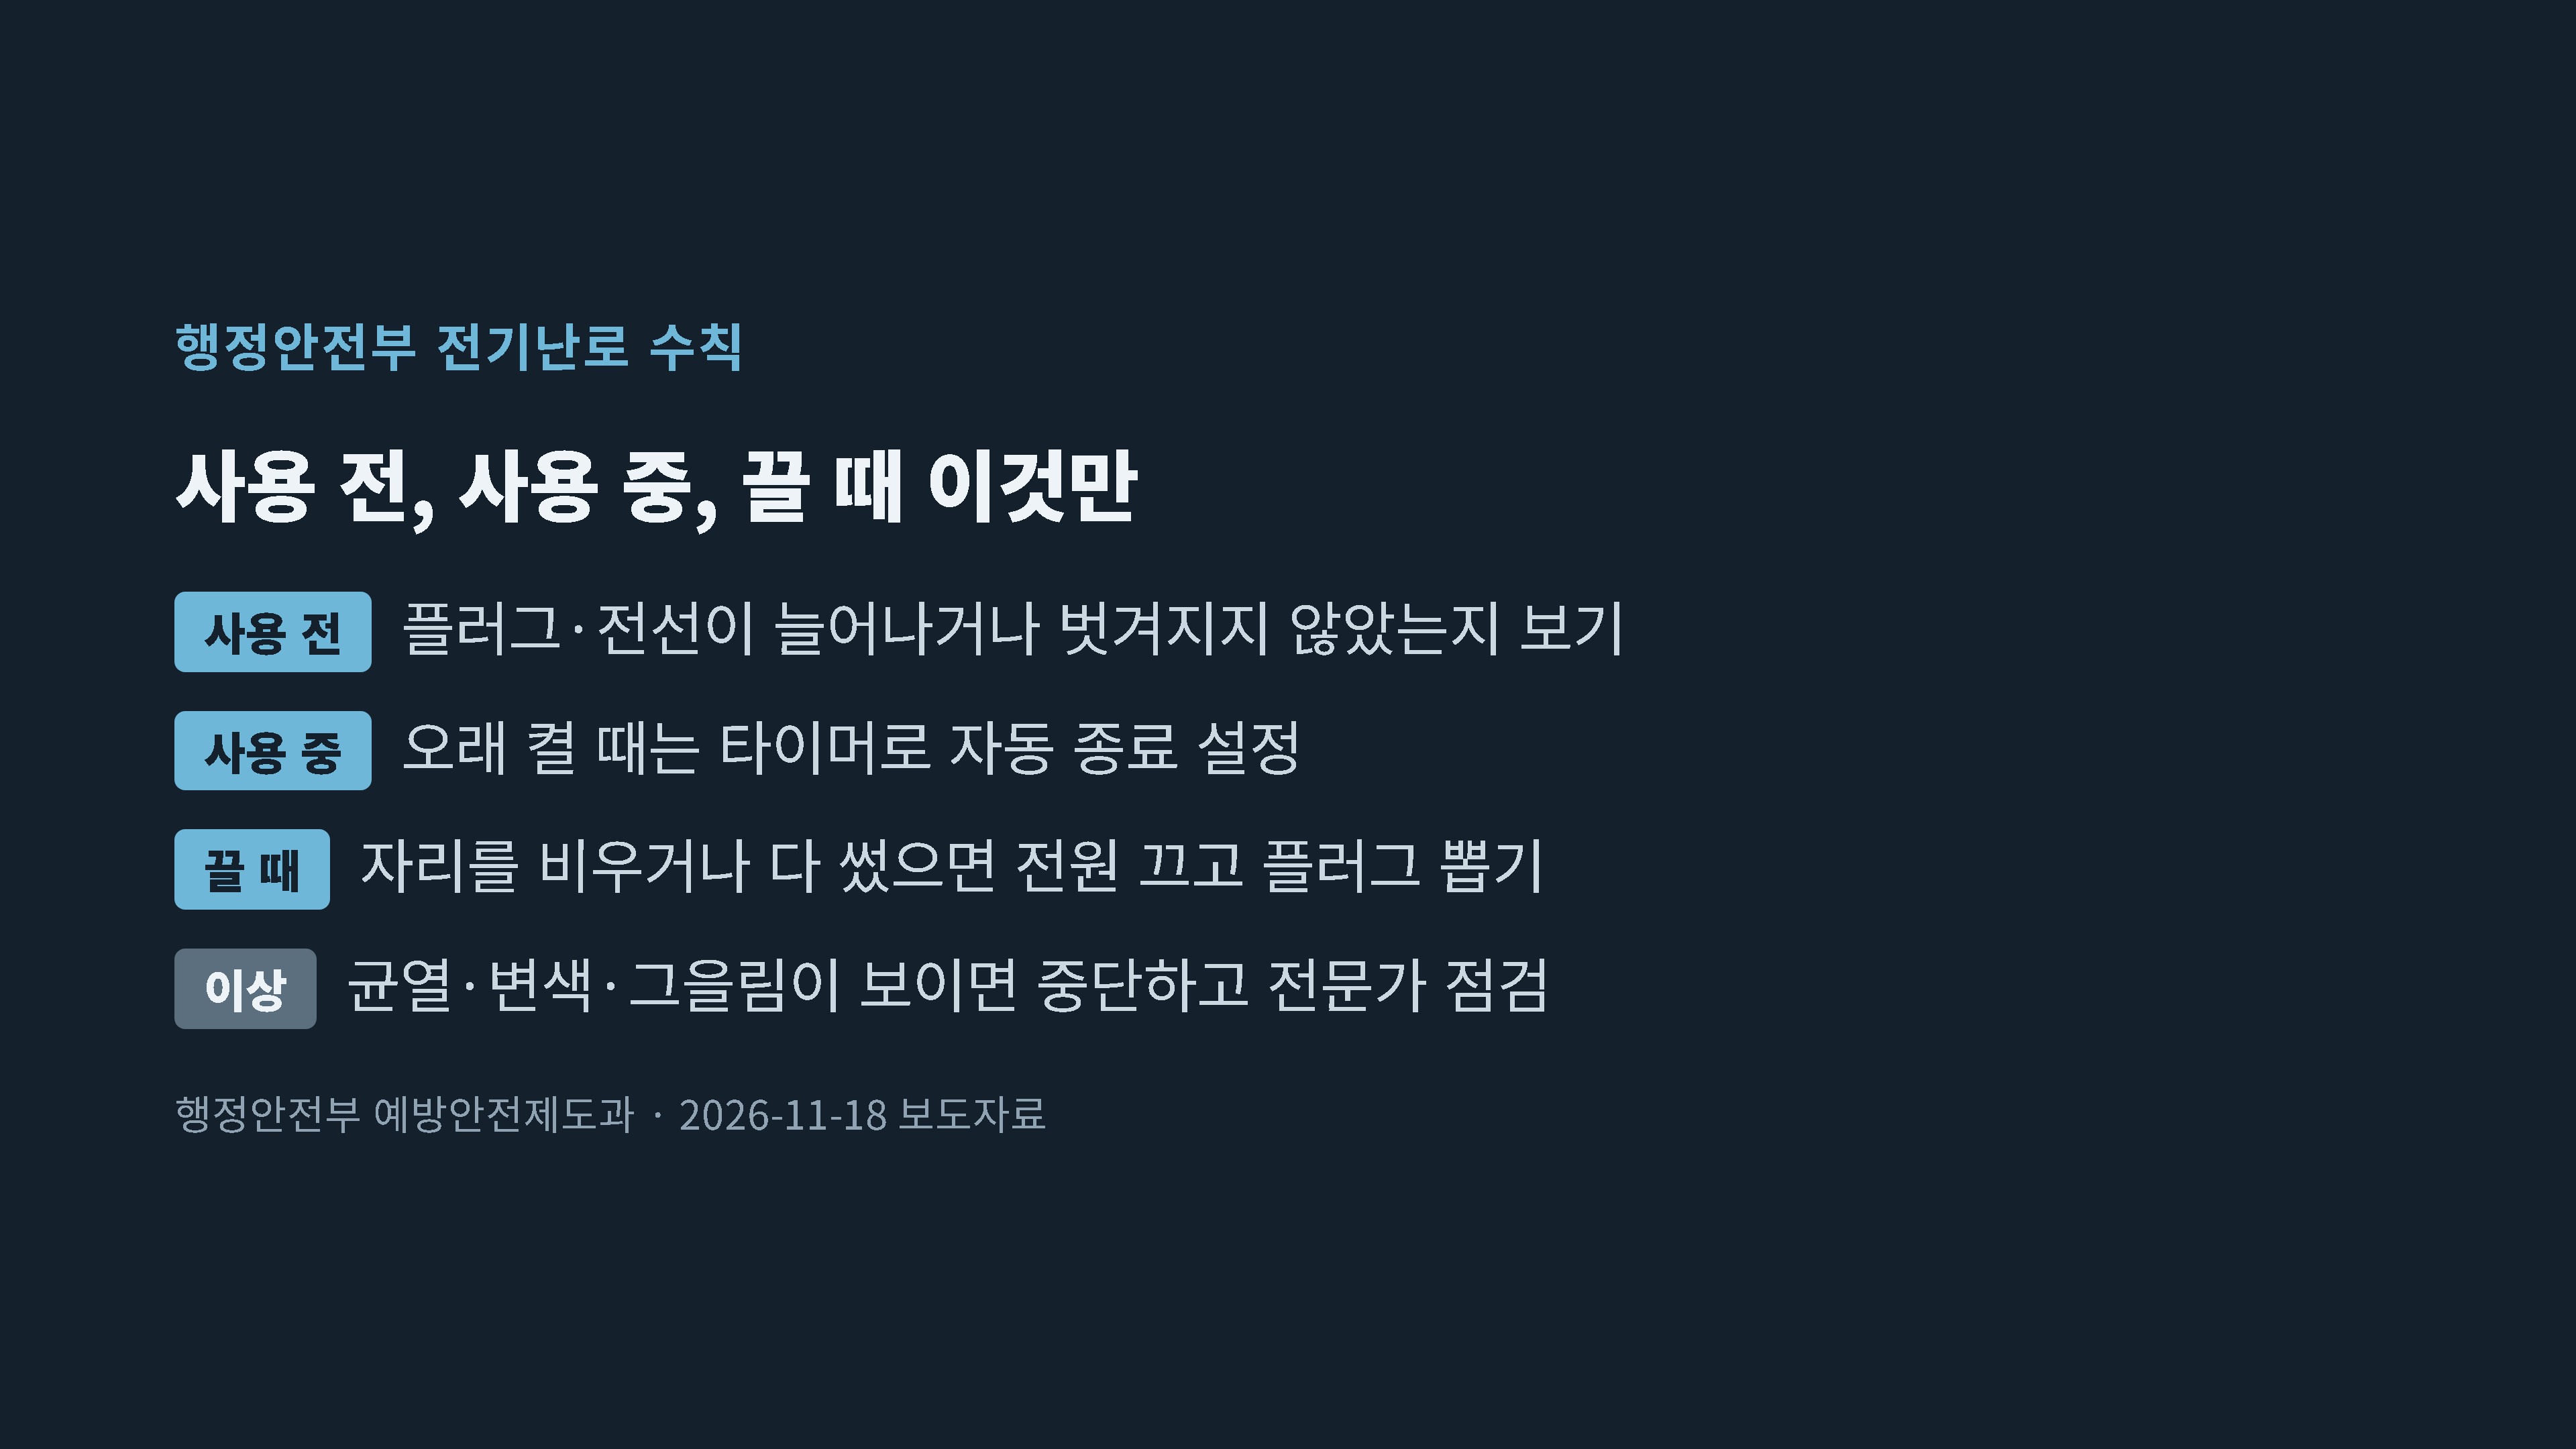 행정안전부 전기난로 수칙
사용 전, 사용 중, 끌 때 이것만
사용 전 플러그·전선이 늘어나거나 벗겨지지 않았는지 보기
사용 중 오래 켤 때는 타이머로 자동 종료 설정
끌 때 자리를 비우거나 다 썼으면 전원 끄고 플러그 뽑기
이상 균열·변색·그을림이 보이면 중단하고 전문가 점검
행정안전부 예방안전제도과 · 2026-11-18 보도자료